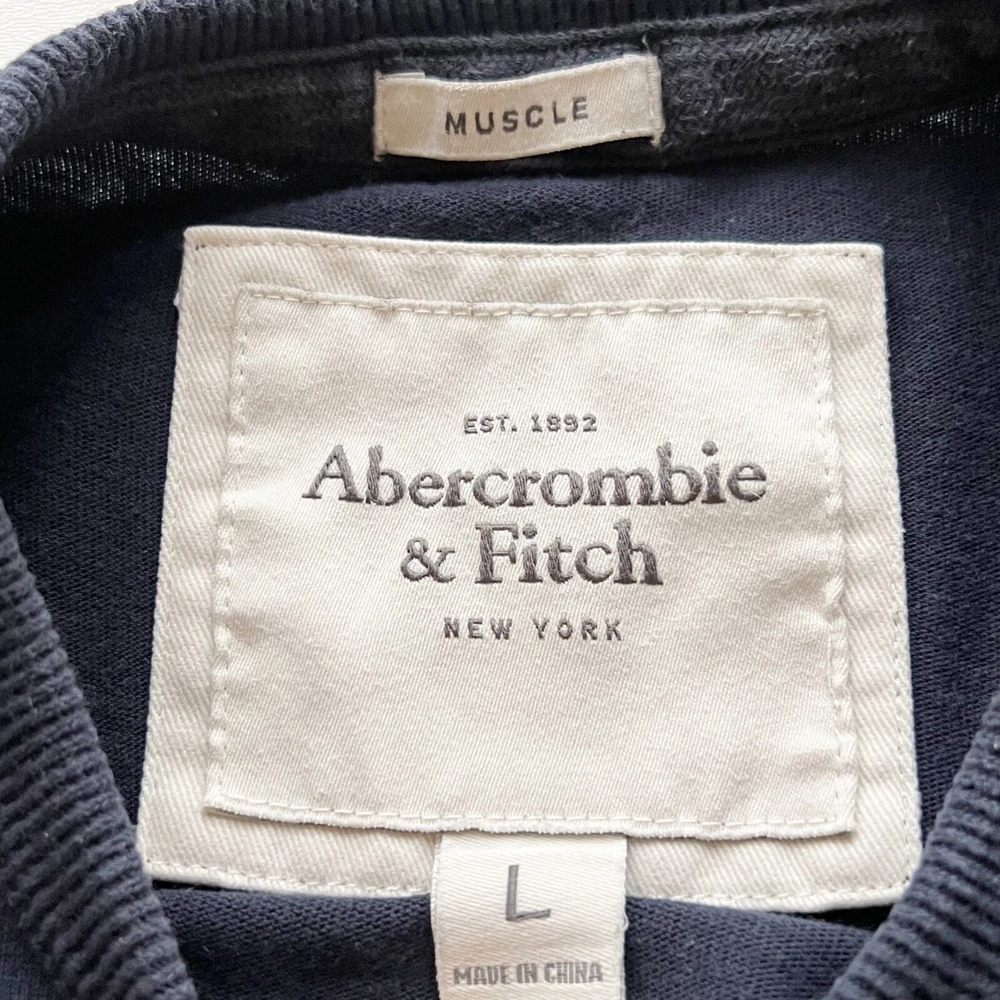 MUSCLE
EST. 1892
Abercrombie
& Fitch
NEW YORK
L
MADE IN CHINA